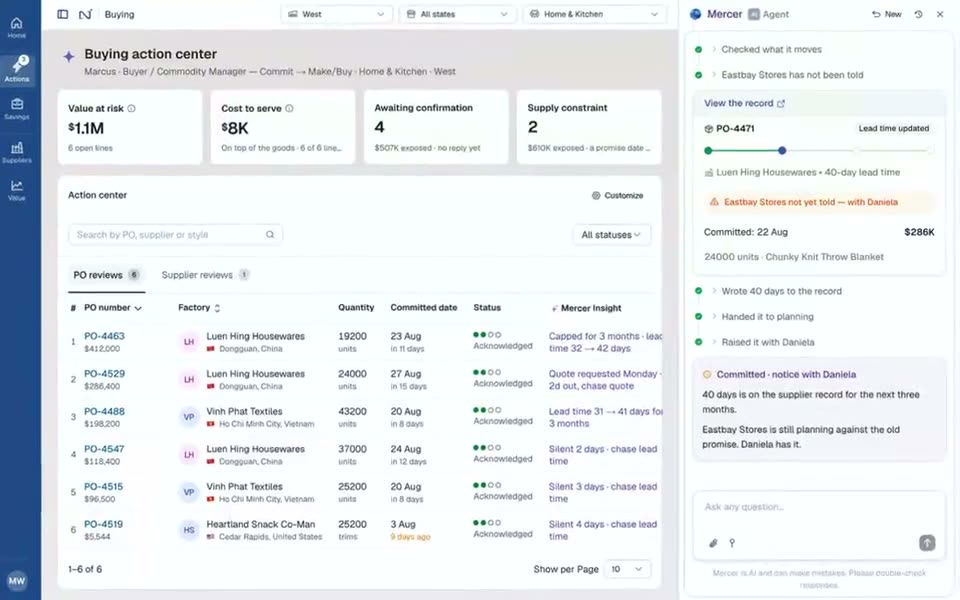 Home
Actions
3
Savings
Suppliers
Value
MW
Buying
West
All states
Home & Kitchen
Buying action center
Marcus · Buyer / Commodity Manager — Commit → Make/Buy · Home & Kitchen · West
Value at risk
$1.1M
6 open lines
Cost to serve
$8K
On top of the goods · 6 of 6 line...
Awaiting confirmation
4
$507K exposed · no reply yet
Supply constraint
2
$610K exposed · a promise date ...
Action center
Customize
Search by PO, supplier or style
All statuses
PO reviews 6
Supplier reviews 1
# PO number Factory Quantity Committed date Status Mercer Insight
1 PO-4463 LH Luen Hing Housewares 19200 23 Aug Capped for 3 months · lead
$412,000 Dongguan, China units in 11 days Acknowledged time 32 → 42 days
2 PO-4529 LH Luen Hing Housewares 24000 27 Aug Quote requested Monday ·
$286,400 Dongguan, China units in 15 days Acknowledged 2d out, chase quote
3 PO-4488 VP Vinh Phat Textiles 43200 20 Aug Lead time 31 → 41 days for
$198,200 Ho Chi Minh City, Vietnam units in 8 days Acknowledged 3 months
4 PO-4547 LH Luen Hing Housewares 37000 24 Aug Silent 2 days · chase lead
$118,400 Dongguan, China units in 12 days Acknowledged time
5 PO-4515 VP Vinh Phat Textiles 25200 20 Aug Silent 3 days · chase lead
$96,500 Ho Chi Minh City, Vietnam units in 8 days Acknowledged time
6 PO-4519 HS Heartland Snack Co-Man 25200 3 Aug Silent 4 days · chase lead
$5,544 Cedar Rapids, United States trims 9 days ago Acknowledged time
1–6 of 6
Show per Page 10
Mercer AI Agent
New
Checked what it moves
Eastbay Stores has not been told
View the record
PO-4471 Lead time updated
Luen Hing Housewares • 40-day lead time
Eastbay Stores not yet told — with Daniela
Committed: 22 Aug $286K
24000 units · Chunky Knit Throw Blanket
Wrote 40 days to the record
Handed it to planning
Raised it with Daniela
Committed · notice with Daniela
40 days is on the supplier record for the next three
months.
Eastbay Stores is still planning against the old
promise. Daniela has it.
Ask any question...
Mercer is AI and can make mistakes. Please double-check
responses.